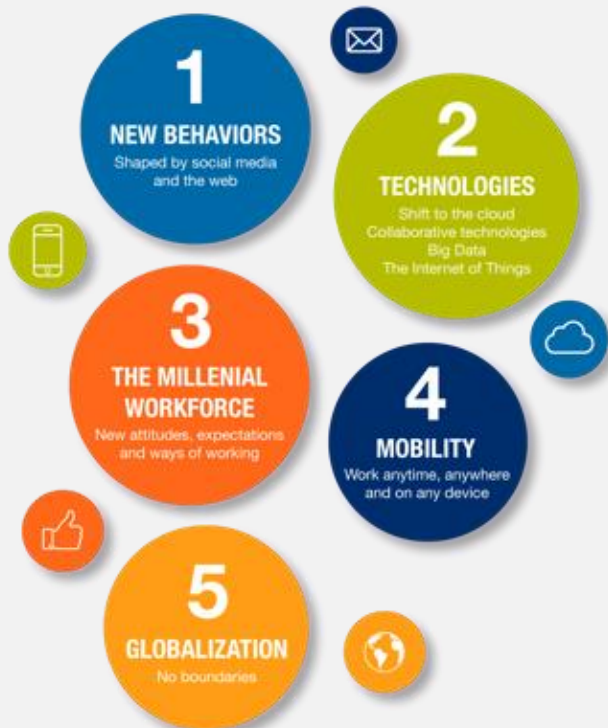 1
NEW BEHAVIORS
Shaped by social media
and the web
2
TECHNOLOGIES
Shift to the cloud
Collaborative technologies
Big Data
The Internet of Things
3
THE MILLENIAL
WORKFORCE
New attitudes, expectations
and ways of working
4
MOBILITY
Work anytime, anywhere
and on any device
5
GLOBALIZATION
No boundaries